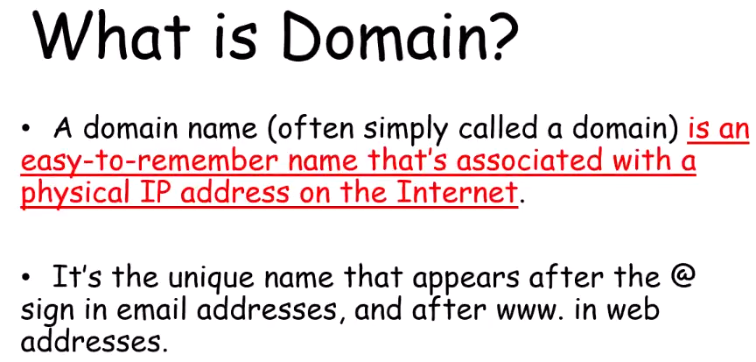 What is Domain?
• A domain name (often simply called a domain) is an
easy-to-remember name that's associated with a
physical IP address on the Internet.
• It's the unique name that appears after the @
sign in email addresses, and after www. in web
addresses.